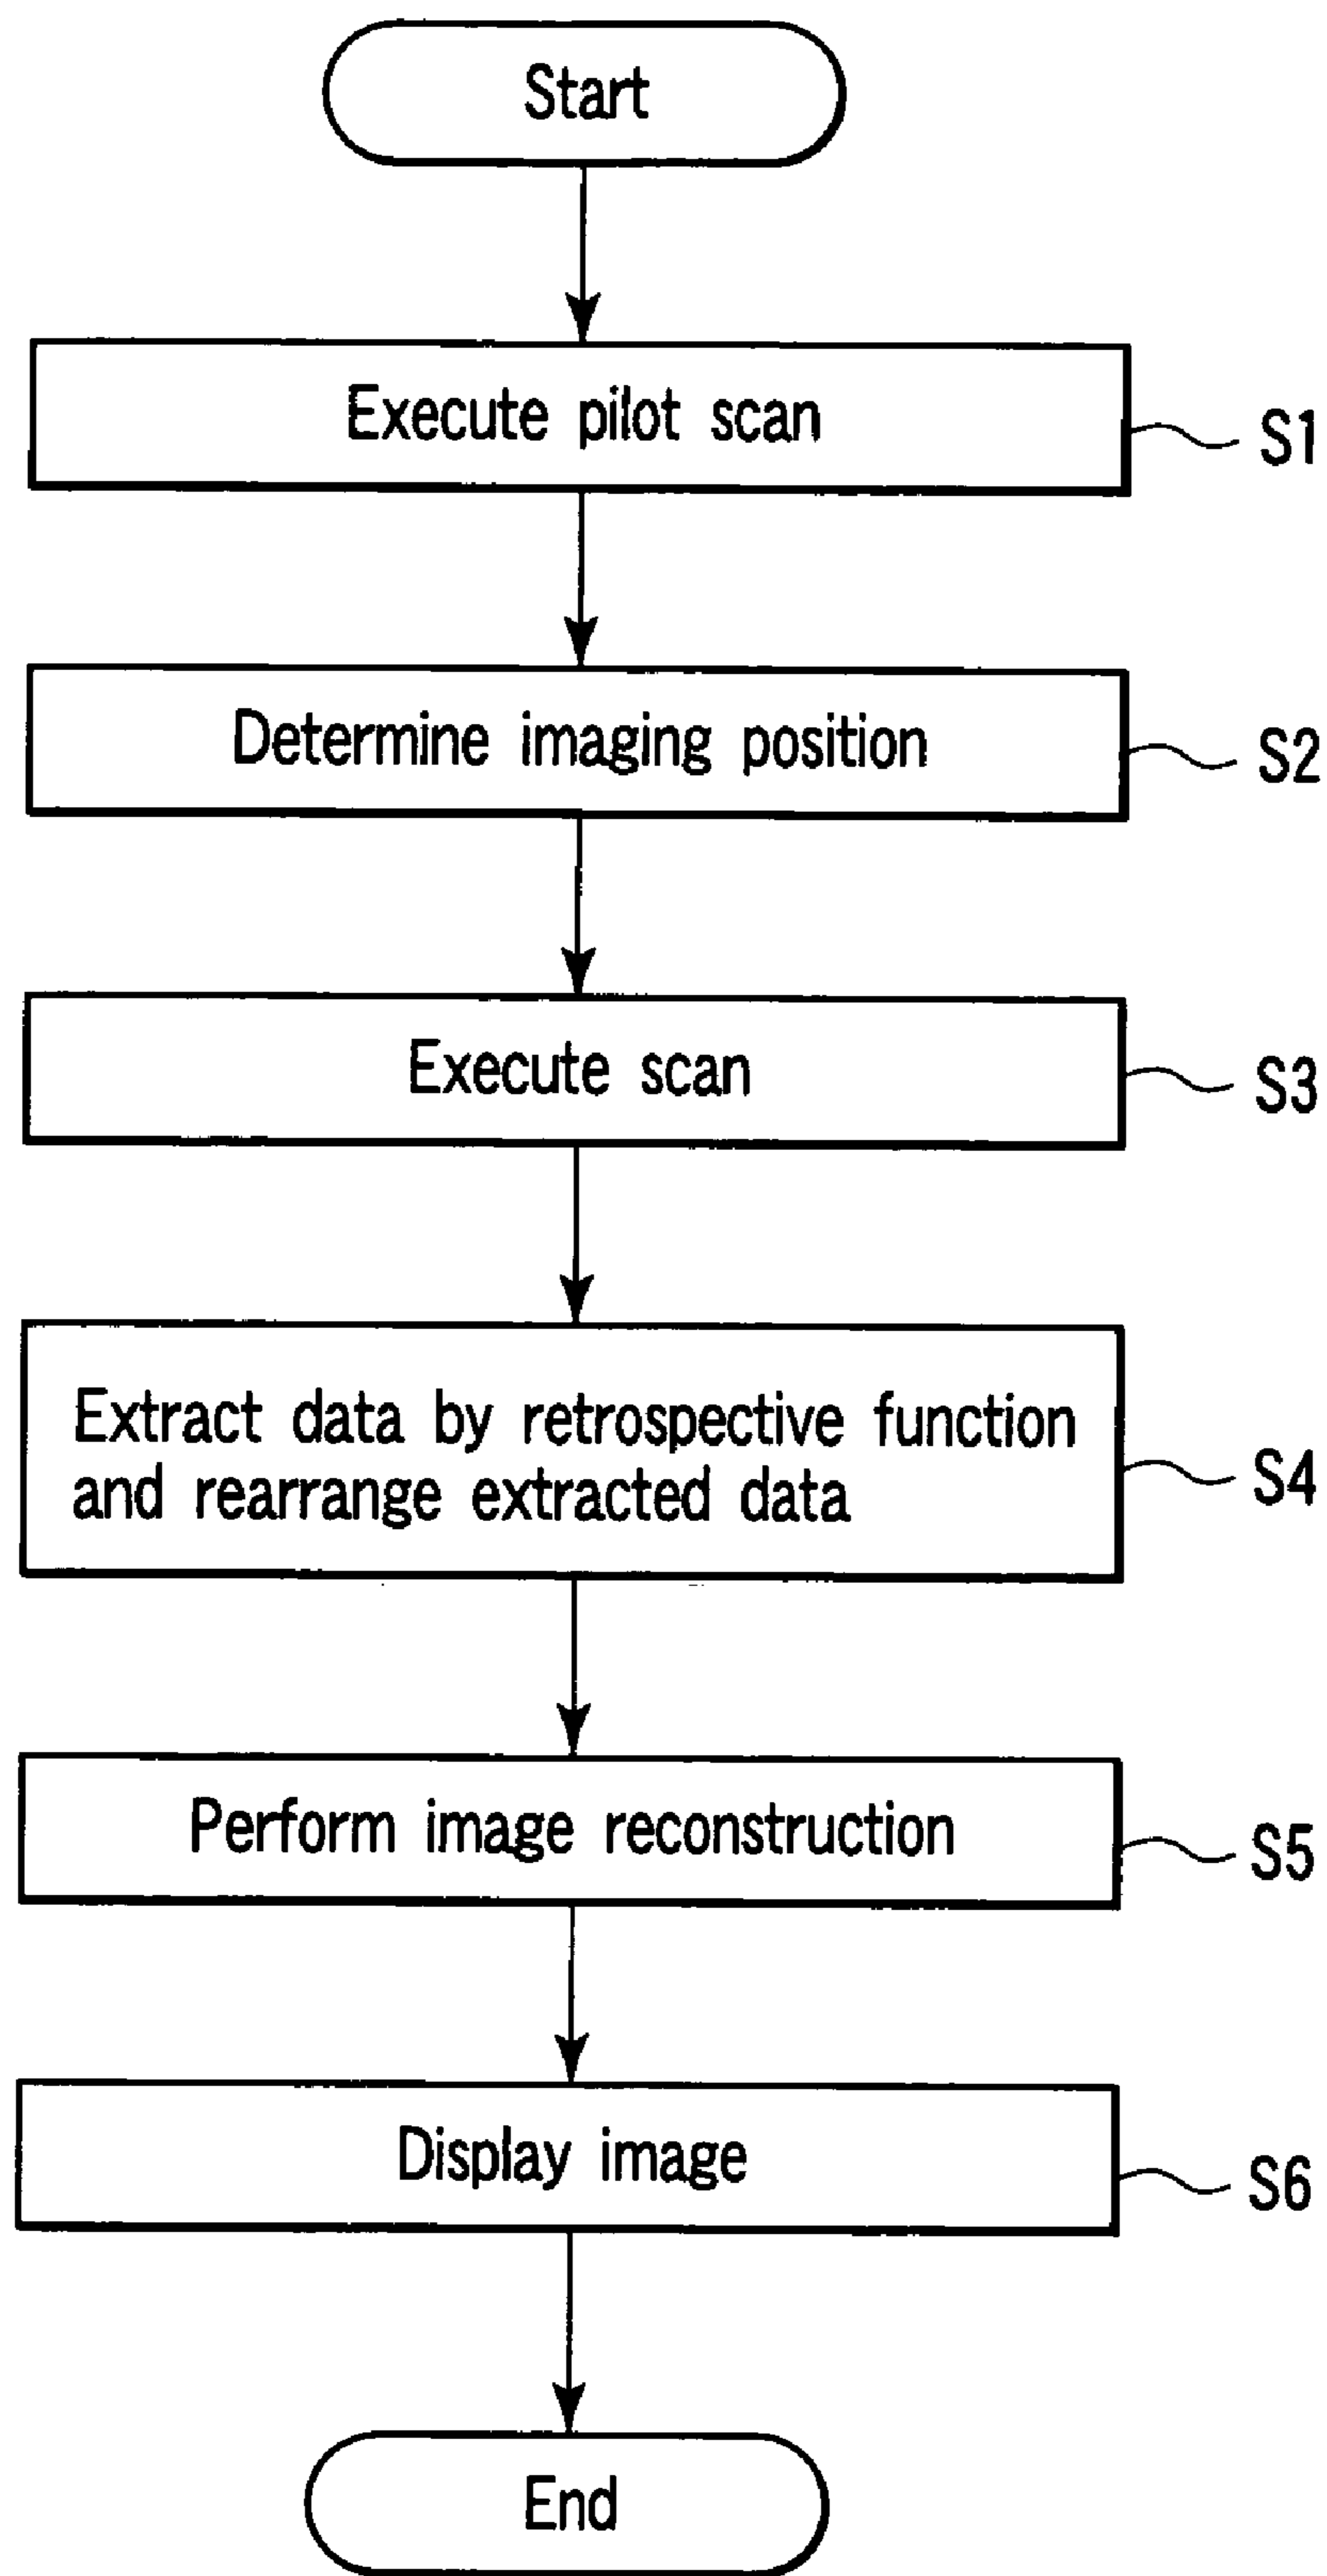 Start
Execute pilot scan
S1
Determine imaging position
S2
Execute scan
S3
Extract data by retrospective function
and rearrange extracted data
S4
Perform image reconstruction
S5
Display image
S6
End